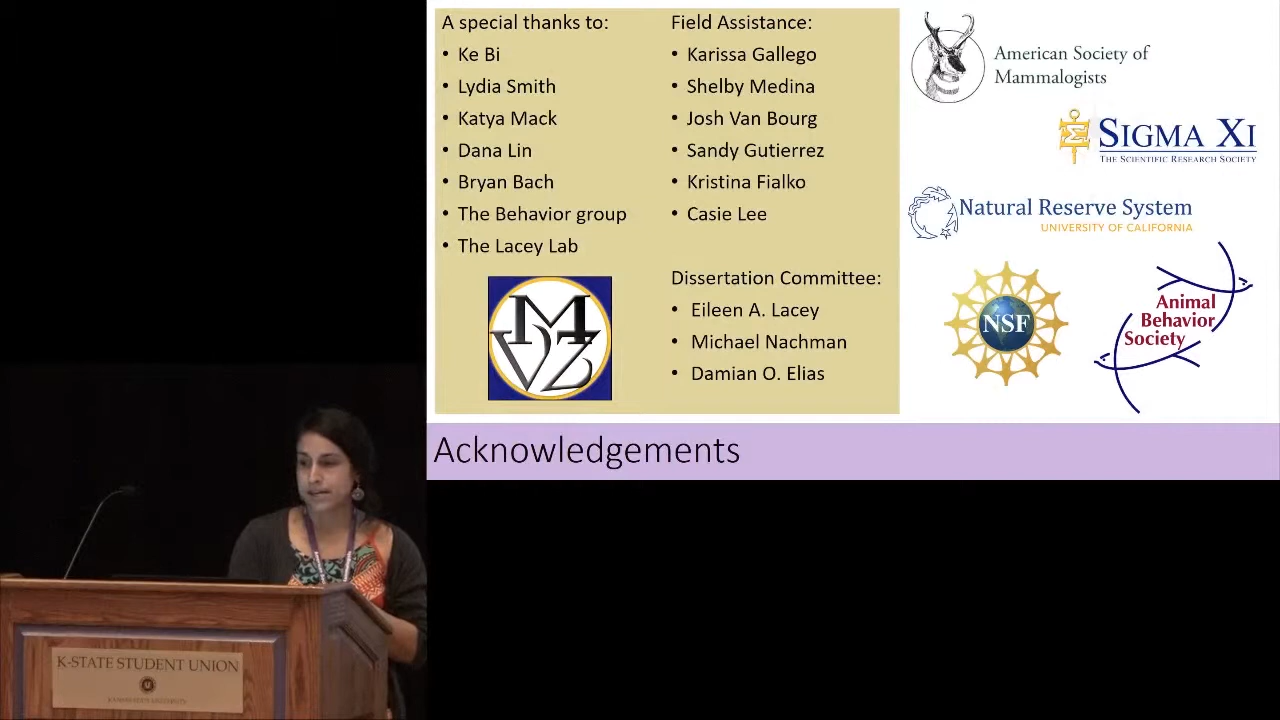 A special thanks to:
• Ke Bi
• Lydia Smith
• Katya Mack
• Dana Lin
• Bryan Bach
• The Behavior group
• The Lacey Lab
MVZ
Field Assistance:
• Karissa Gallego
• Shelby Medina
• Josh Van Bourg
• Sandy Gutierrez
• Kristina Fialko
• Casie Lee
Dissertation Committee:
• Eileen A. Lacey
• Michael Nachman
• Damian O. Elias
American Society of
Mammalogists
SIGMA XI
THE SCIENTIFIC RESEARCH SOCIETY
Natural Reserve System
UNIVERSITY OF CALIFORNIA
NSF
Animal
Behavior
Society
Acknowledgements
K-STATE STUDENT UNION
KANSAS STATE UNIVERSITY